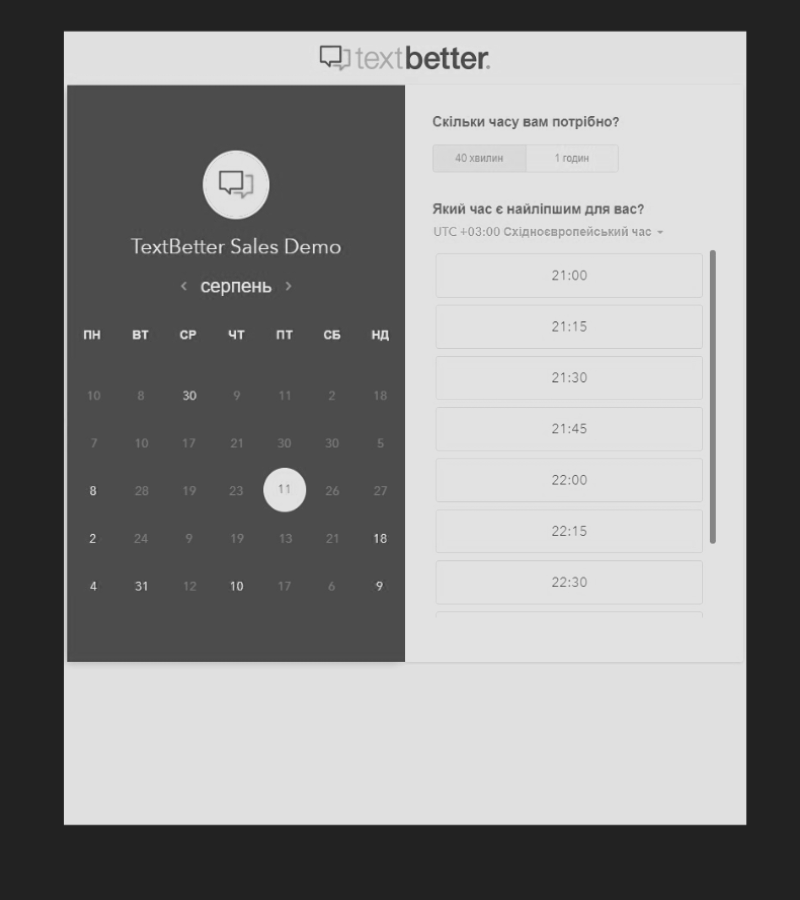 textbetter.
TextBetter Sales Demo
‹ серпень ›
ПН ВТ СР ЧТ ПТ СБ НД
10 8 30 9 11 2 18
7 10 17 21 30 30 5
8 28 19 23 11 26 27
2 24 9 19 13 21 18
4 31 12 10 17 6 9
Скільки часу вам потрібно?
40 хвилин 1 годин
Який час є найліпшим для вас?
UTC +03:00 Східноєвропейський час
21:00
21:15
21:30
21:45
22:00
22:15
22:30